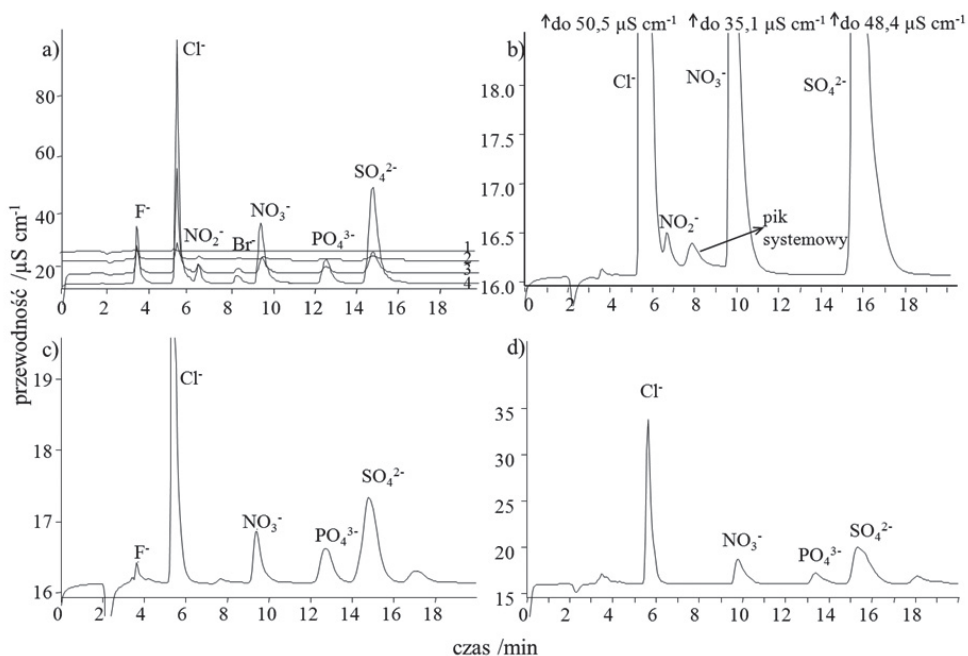 a)
Cl⁻
F⁻
NO₂⁻
Br⁻
NO₃⁻
PO₄³⁻
SO₄²⁻
1
2
3
4
80
60
40
20
0 2 4 6 8 10 12 14 16 18
↑do 50,5 µS cm⁻¹ ↑do 35,1 µS cm⁻¹ ↑do 48,4 µS cm⁻¹
b)
Cl⁻
NO₂⁻
NO₃⁻
SO₄²⁻
pik
systemowy
18.0
17.5
17.0
16.5
16.0
0 2 4 6 8 10 12 14 16 18
przewodność /µS cm⁻¹
c)
Cl⁻
F⁻
NO₃⁻
PO₄³⁻
SO₄²⁻
19
18
17
16
0 2 4 6 8 10 12 14 16 18
d)
Cl⁻
NO₃⁻
PO₄³⁻
SO₄²⁻
35
30
25
20
15
0 2 4 6 8 10 12 14 16 18
czas /min